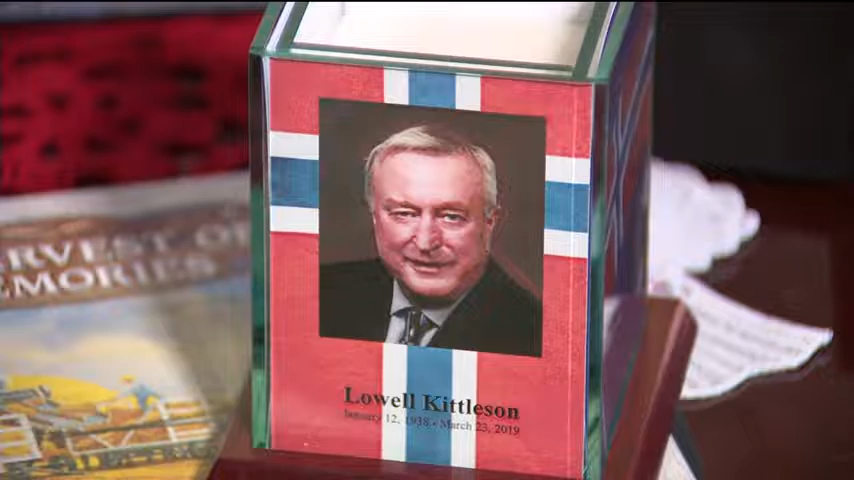 RVEST OF
EMORIES
Lowell Kittleson
January 12, 1938 - March 23, 2019